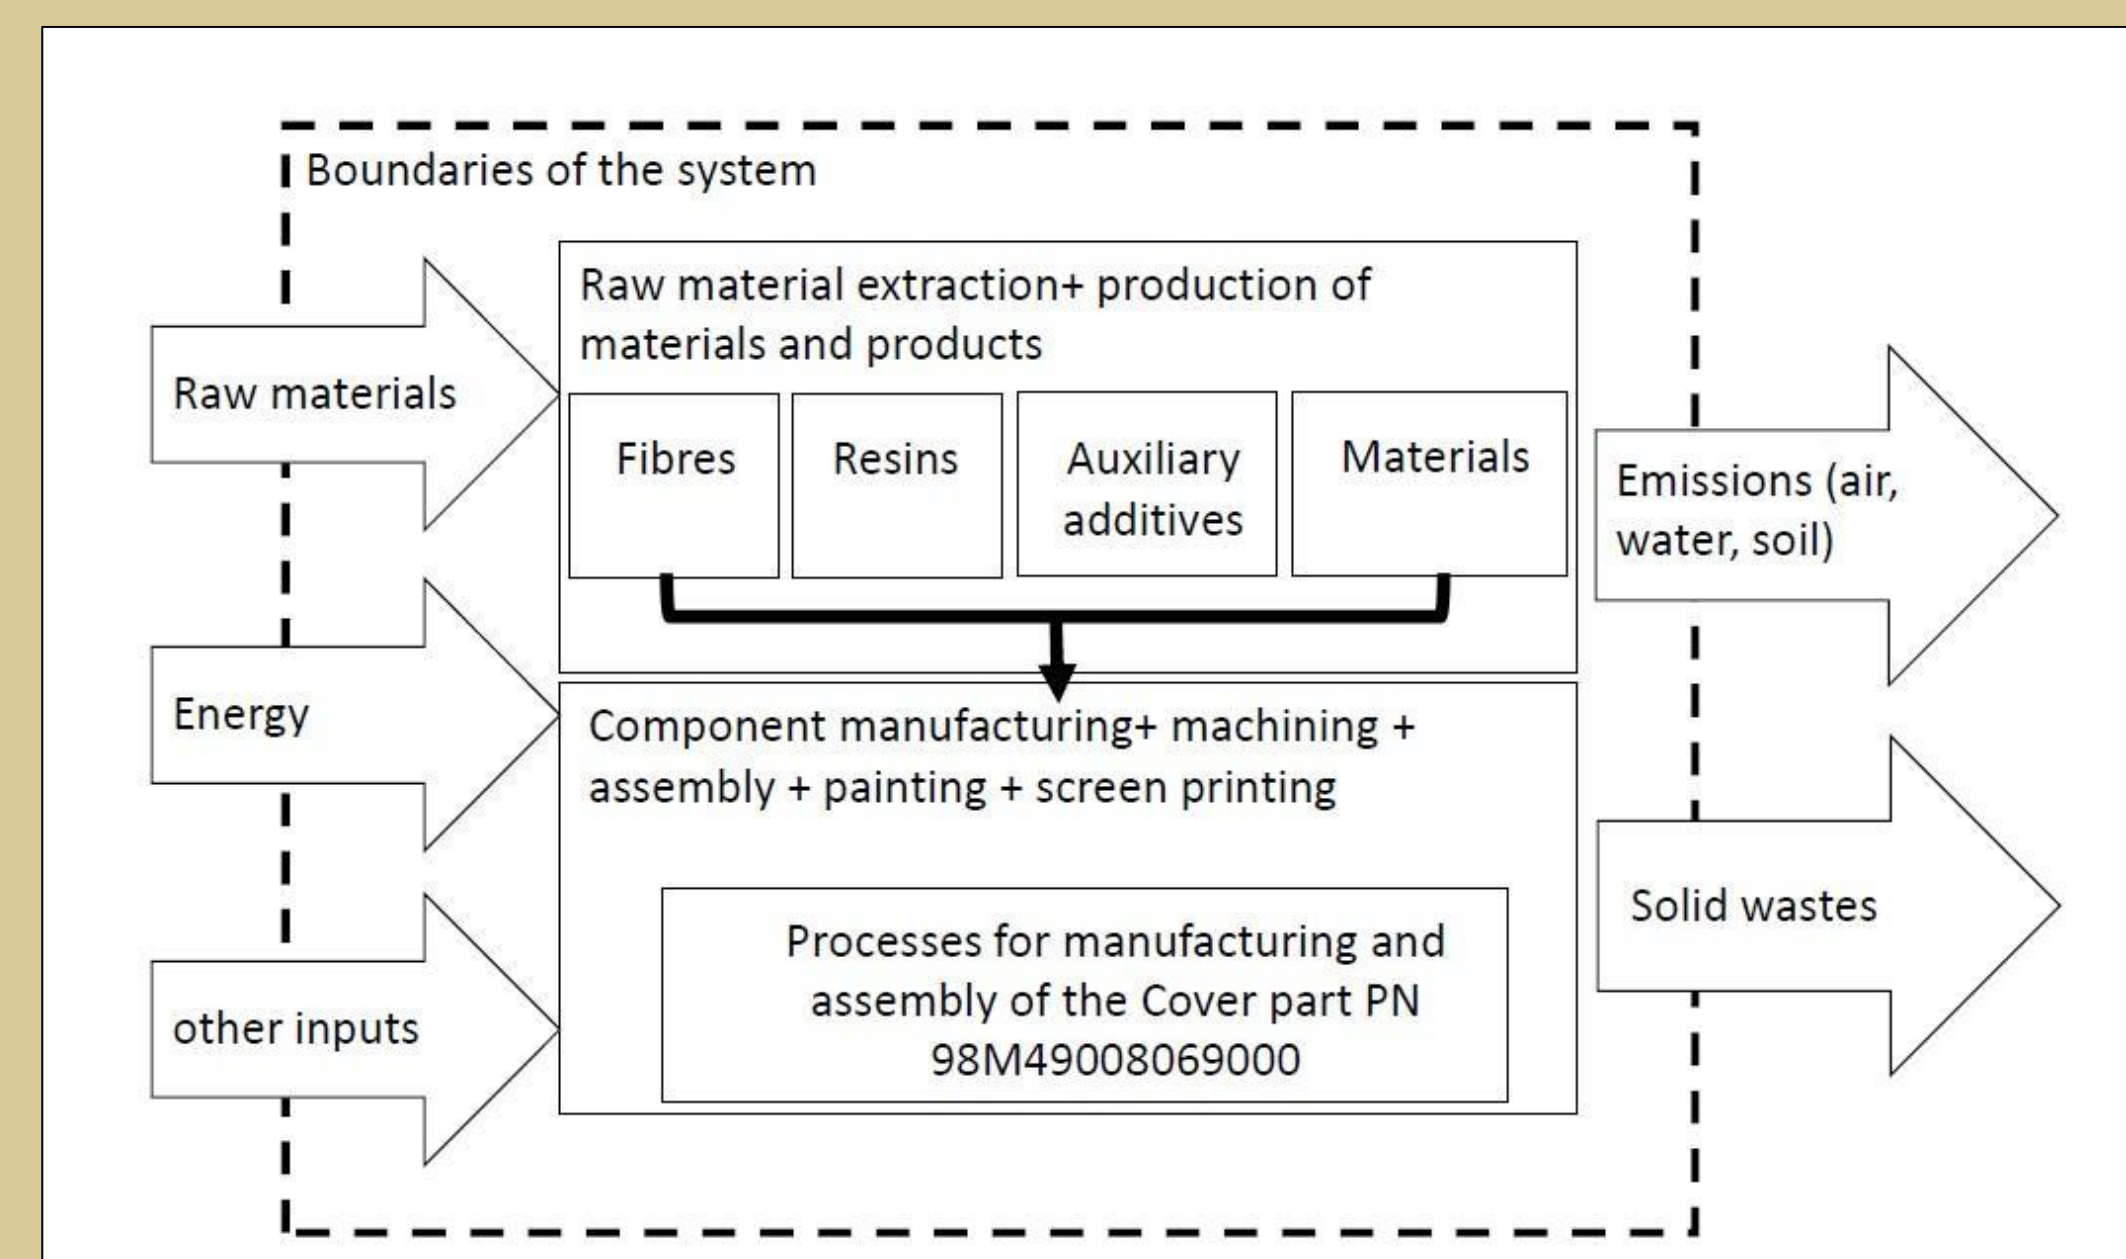 Boundaries of the system
Raw materials
Energy
other inputs
Raw material extraction+ production of
materials and products
Fibres
Resins
Auxiliary
additives
Materials
Component manufacturing+ machining +
assembly + painting + screen printing
Processes for manufacturing and
assembly of the Cover part PN
98M49008069000
Emissions (air,
water, soil)
Solid wastes